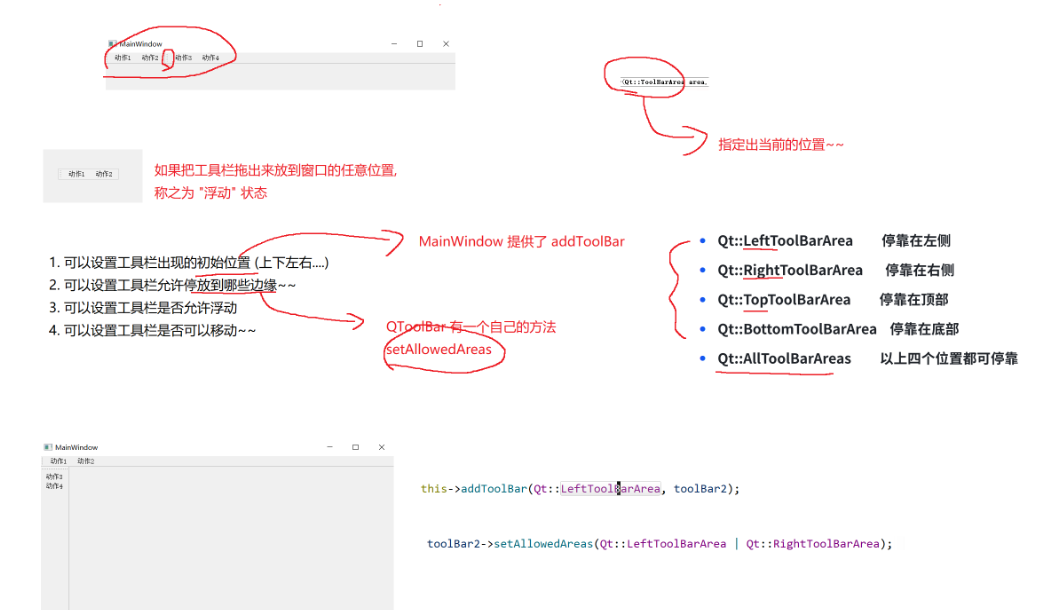 MainWindow
动作1 动作2 动作3 动作4
(Qt::ToolBarArea area,
指定出当前的位置~~
动作1 动作2
如果把工具栏拖出来放到窗口的任意位置,
称之为 "浮动" 状态
MainWindow 提供了 addToolBar
1. 可以设置工具栏出现的初始位置 (上下左右....)
2. 可以设置工具栏允许停放到哪些边缘~~
3. 可以设置工具栏是否允许浮动
4. 可以设置工具栏是否可以移动~~
QToolBar 有一个自己的方法
setAllowedAreas
• Qt::LeftToolBarArea 停靠在左侧
• Qt::RightToolBarArea 停靠在右侧
• Qt::TopToolBarArea 停靠在顶部
• Qt::BottomToolBarArea 停靠在底部
• Qt::AllToolBarAreas 以上四个位置都可停靠
MainWindow
动作1 动作2
动作3
动作4
this->addToolBar(Qt::LeftToolBarArea, toolBar2);
toolBar2->setAllowedAreas(Qt::LeftToolBarArea | Qt::RightToolBarArea);